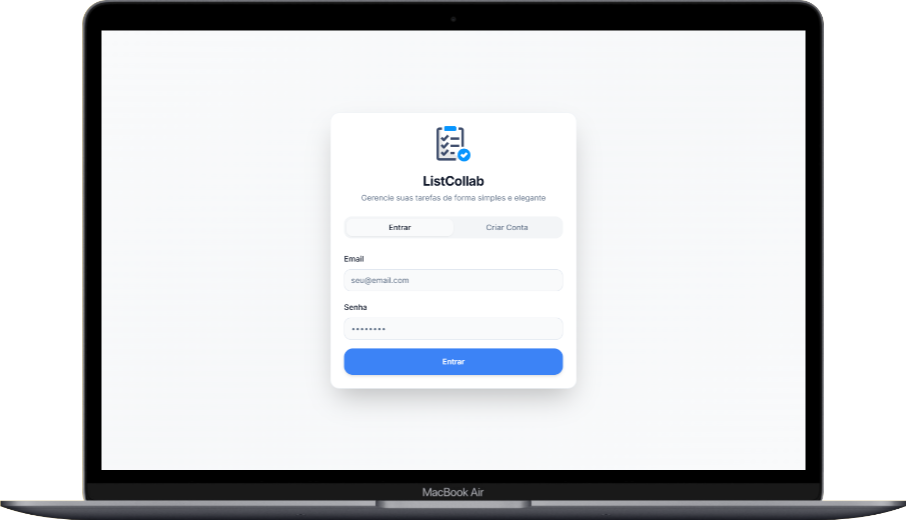 ListCollab
Gerencie suas tarefas de forma simples e elegante
Entrar Criar Conta
Email
seu@email.com
Senha
••••••••
Entrar
MacBook Air